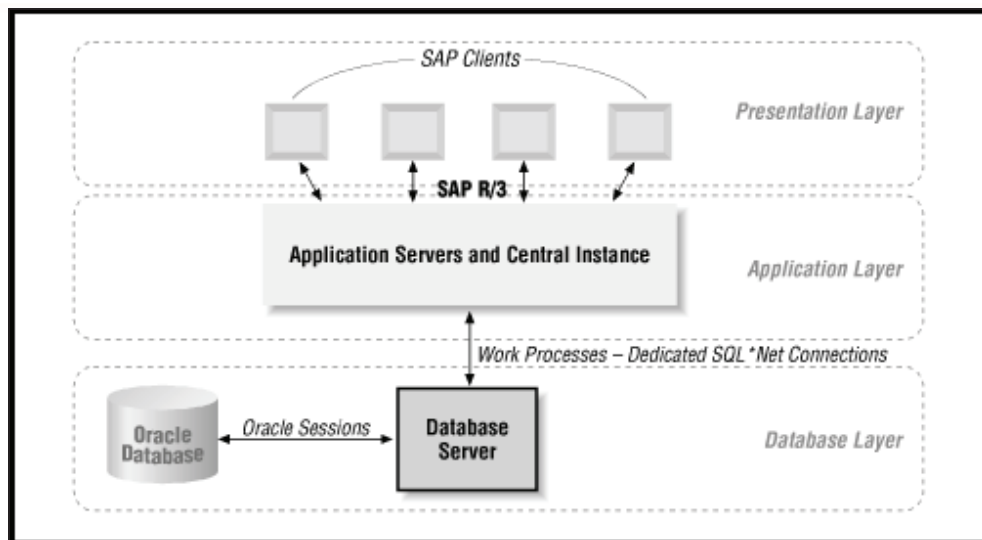 SAP Clients
Presentation Layer
SAP R/3
Application Servers and Central Instance
Application Layer
Work Processes – Dedicated SQL*Net Connections
Oracle
Database
Oracle Sessions
Database
Server
Database Layer